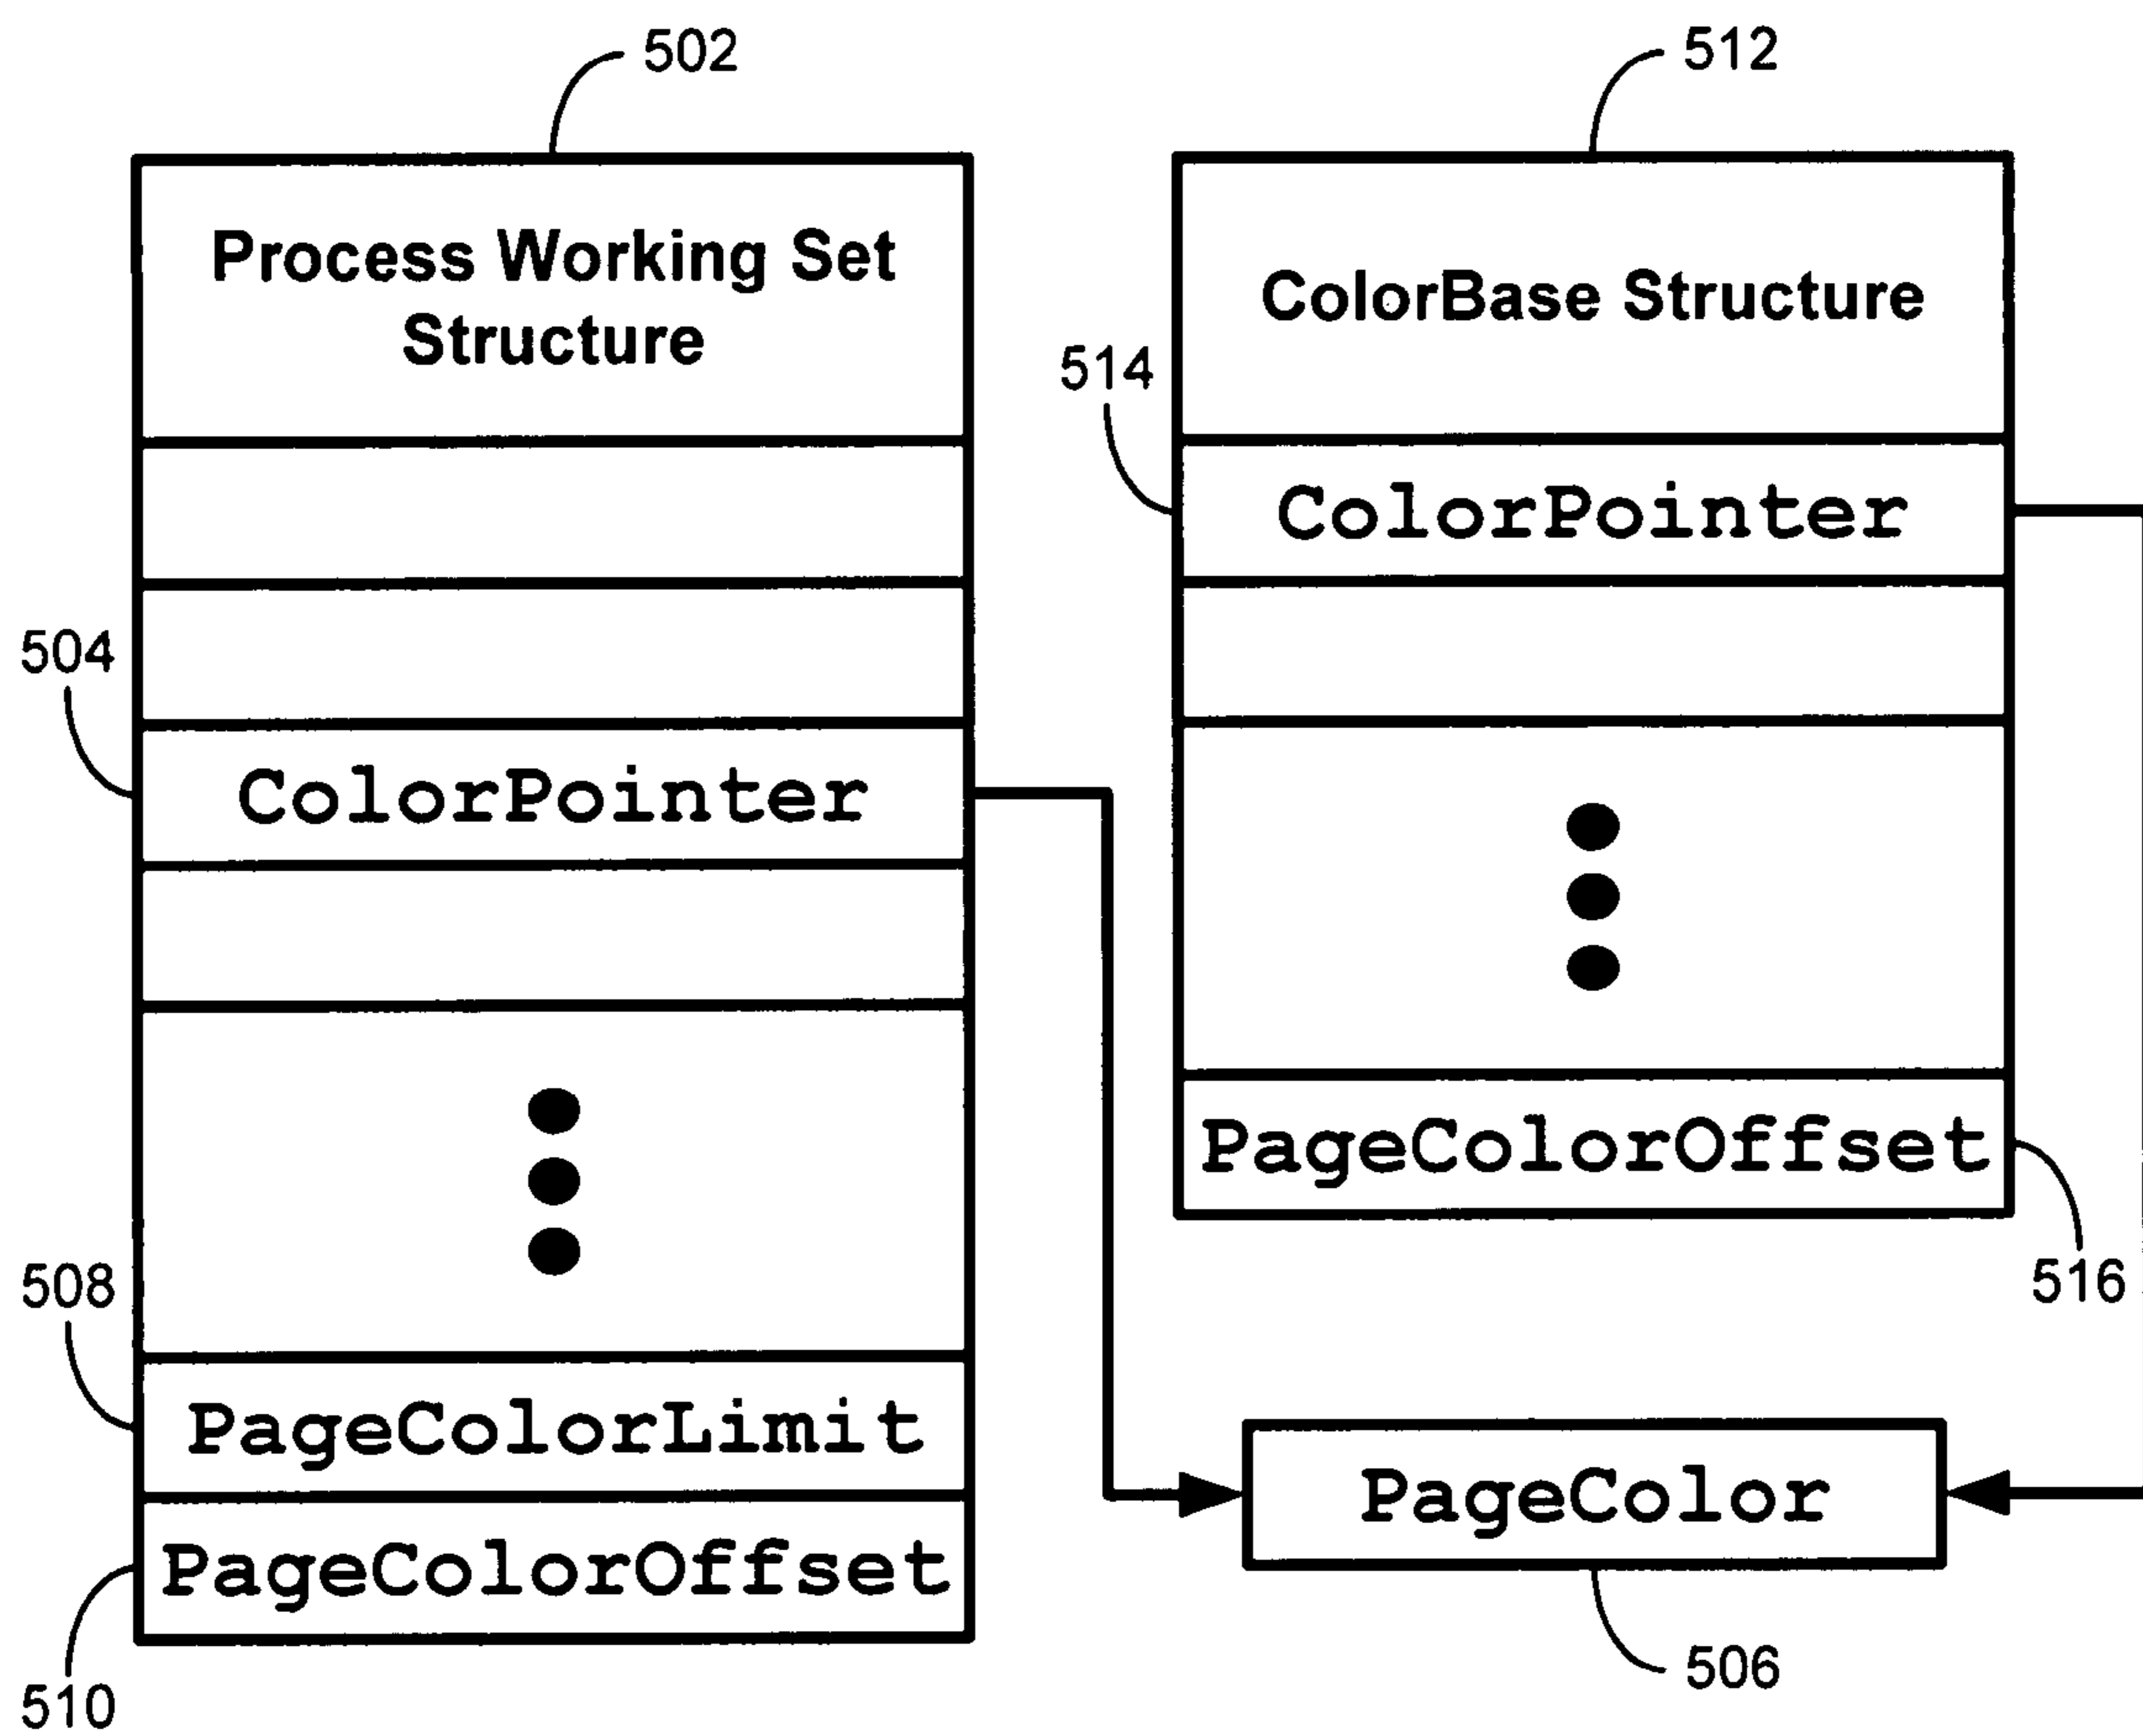 502
512
Process Working Set
Structure
ColorBase Structure
514
ColorPointer
504
ColorPointer
PageColorOffset
508
516
PageColorLimit
PageColor
PageColorOffset
506
510